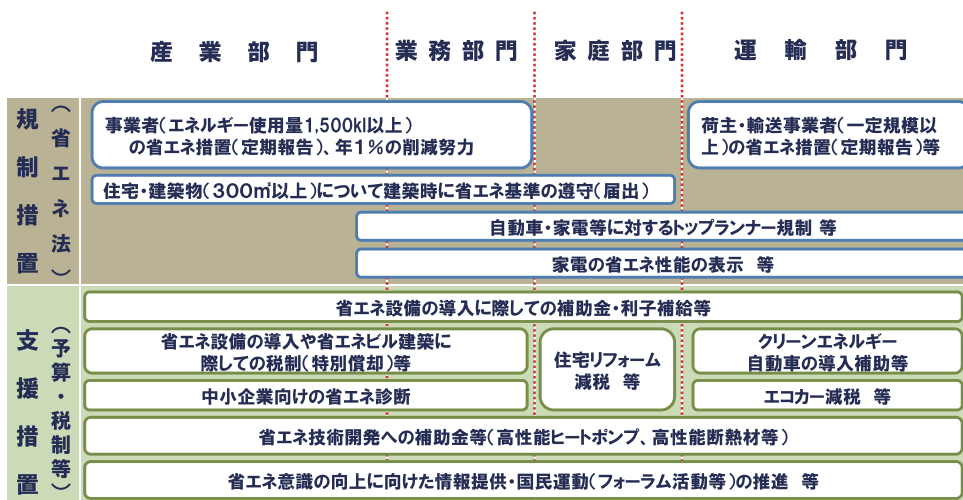 産業部門
業務部門
家庭部門
運輸部門
規制措置
(省エネ法)
事業者(エネルギー使用量1,500kl以上)
の省エネ措置(定期報告)、年1%の削減努力
荷主・輸送事業者(一定規模以
上)の省エネ措置(定期報告)等
住宅・建築物(300㎡以上)について建築時に省エネ基準の遵守(届出)
自動車・家電等に対するトップランナー規制 等
家電の省エネ性能の表示 等
支援措置
(予算・税制等)
省エネ設備の導入に際しての補助金・利子補給等
省エネ設備の導入や省エネビル建築に
際しての税制(特別償却)等
住宅リフォーム
減税 等
クリーンエネルギー
自動車の導入補助等
中小企業向けの省エネ診断
エコカー減税 等
省エネ技術開発への補助金等(高性能ヒートポンプ、高性能断熱材等)
省エネ意識の向上に向けた情報提供・国民運動(フォーラム活動等)の推進 等